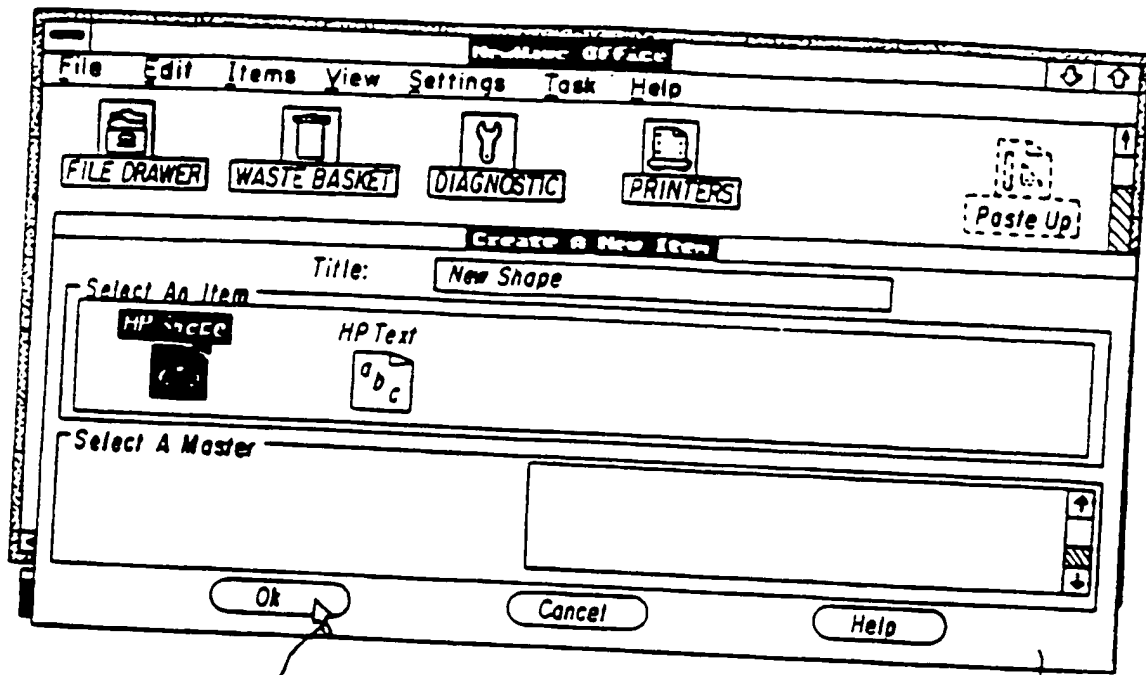 NewWave Office
File Edit Items View Settings Task Help
FILE DRAWER WASTE BASKET DIAGNOSTIC PRINTERS
Paste Up
Create A New Item
Title: New Shape
Select An Item
HP HP Text
a b c
Select A Master
Ok Cancel Help